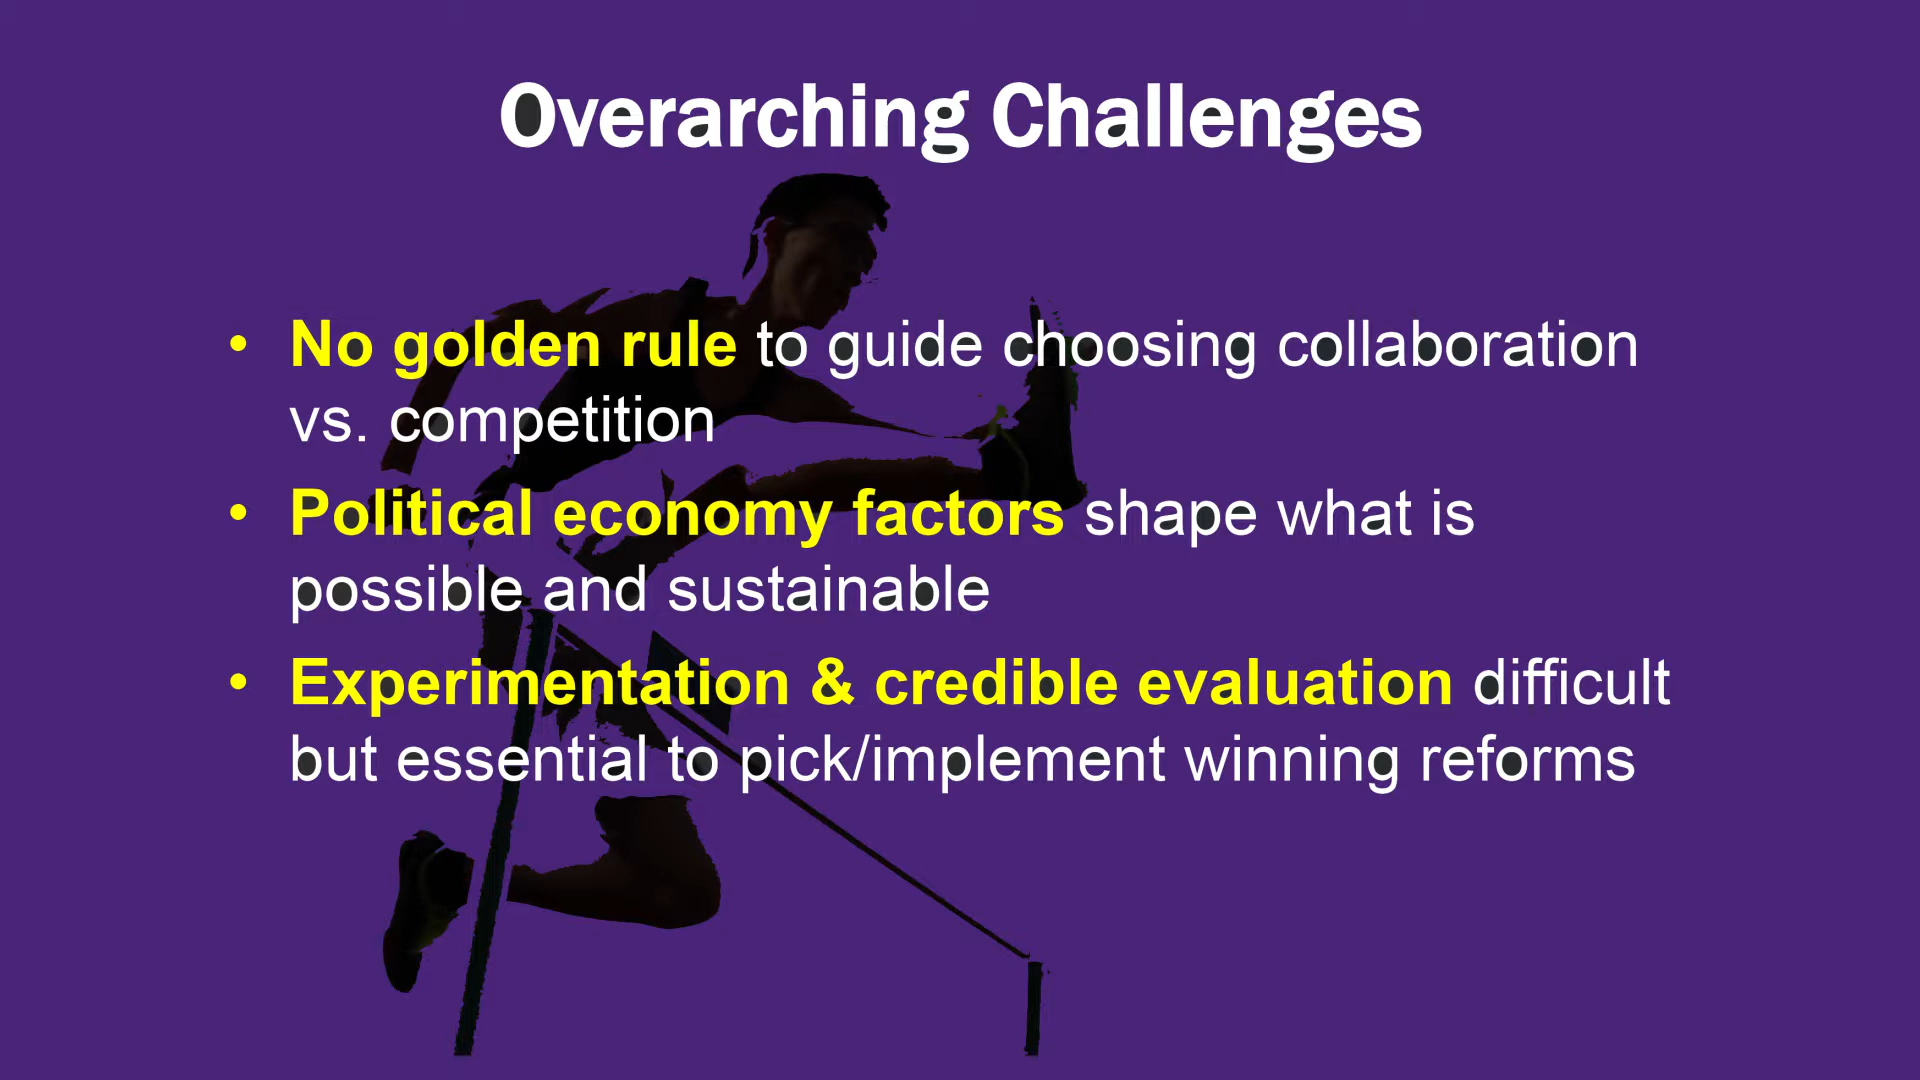 Overarching Challenges
• No golden rule to guide choosing collaboration
vs. competition
• Political economy factors shape what is
possible and sustainable
• Experimentation & credible evaluation difficult
but essential to pick/implement winning reforms